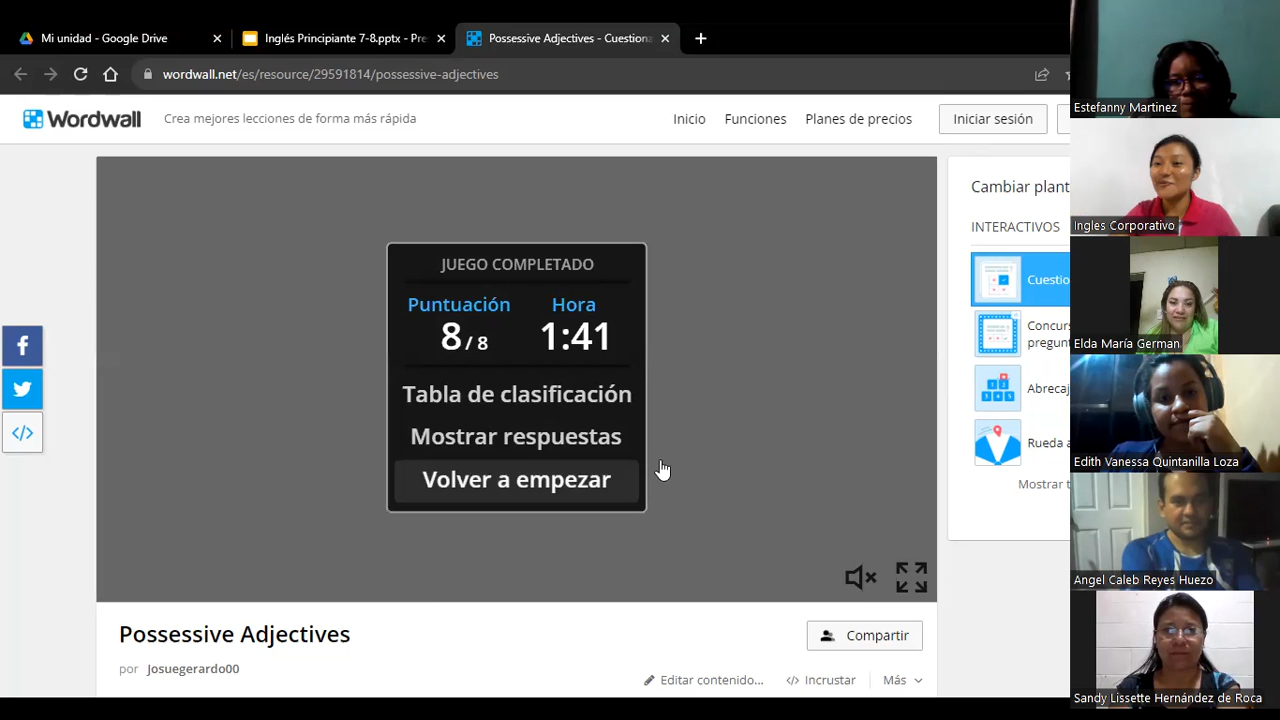 Mi unidad - Google Drive
Inglés Principiante 7-8.pptx - Pre
Possessive Adjectives - Cuestiona
wordwall.net/es/resource/29591814/possessive-adjectives
Wordwall
Crea mejores lecciones de forma más rápida
Inicio
Funciones
Planes de precios
Iniciar sesión
JUEGO COMPLETADO
Puntuación
Hora
8 / 8
1:41
Tabla de clasificación
Mostrar respuestas
Volver a empezar
Cambiar plant
INTERACTIVOS
Cuestio
Concurs
pregunt
Abrecaj
Rueda a
Mostrar t
Possessive Adjectives
por Josuegerardo00
Compartir
Editar contenido...
</> Incrustar
Más
Estefanny Martinez
Ingles Corporativo
Elda María German
Edith Vanessa Quintanilla Loza
Angel Caleb Reyes Huezo
Sandy Lissette Hernández de Roca